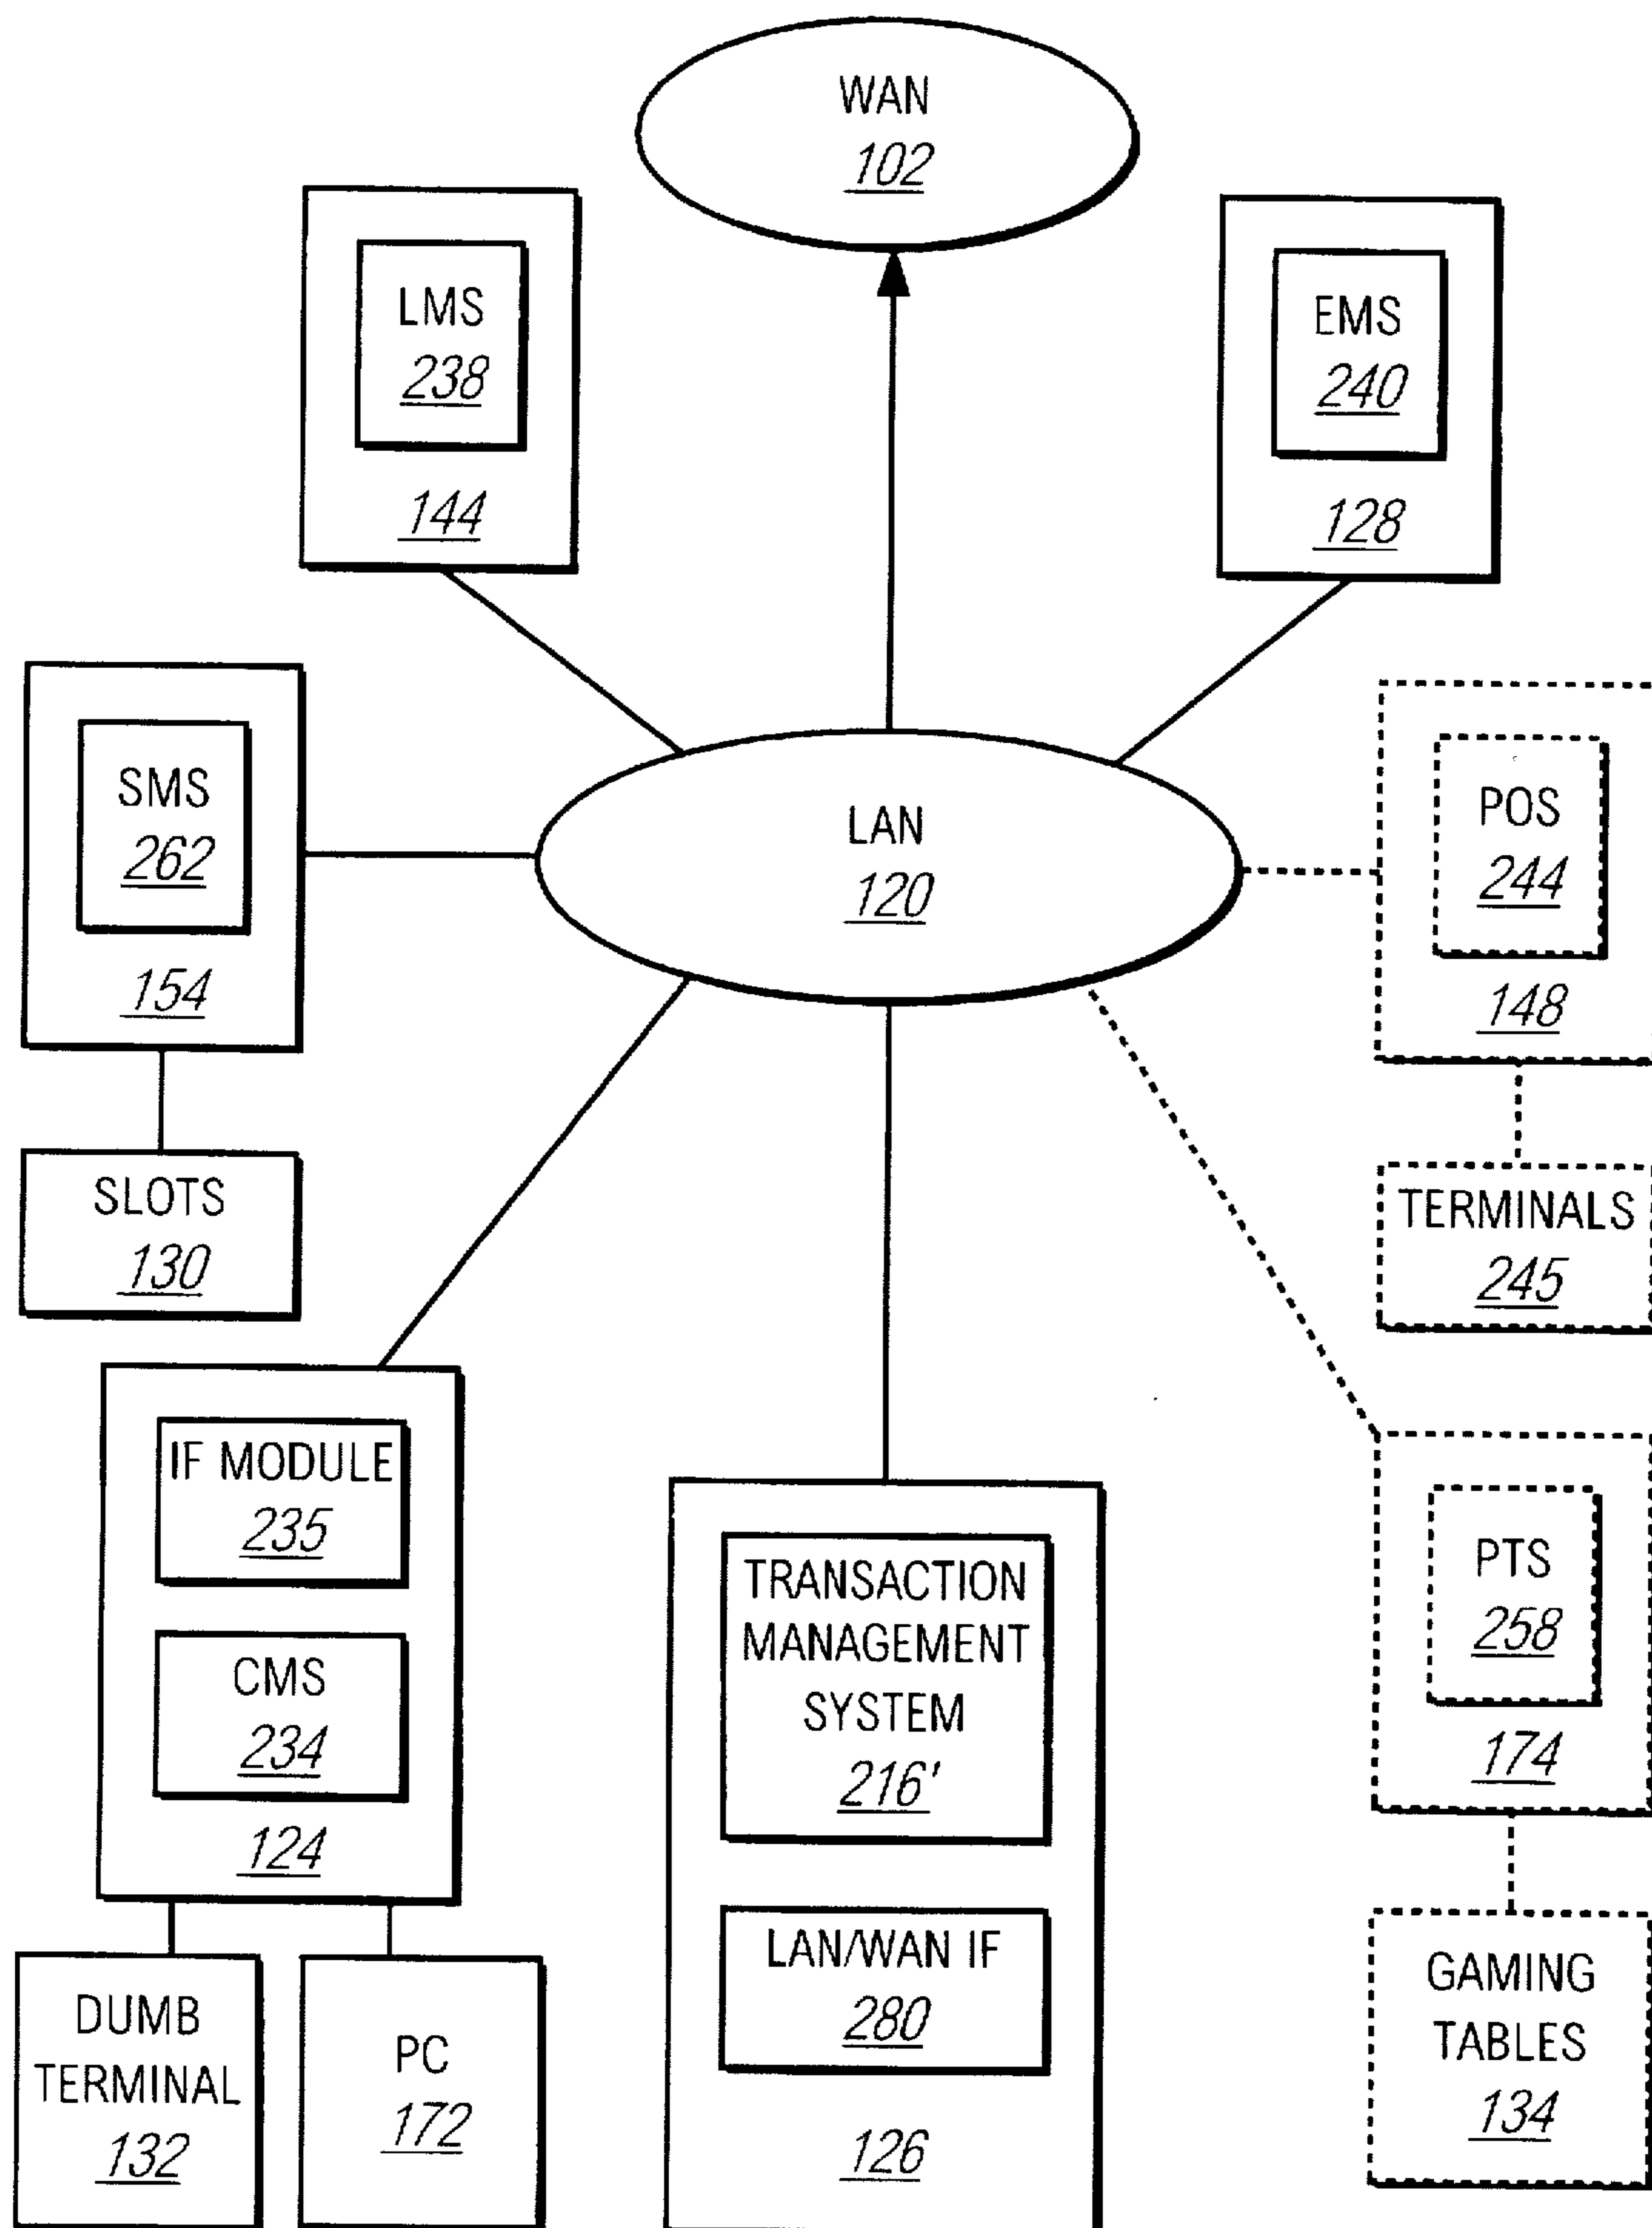 WAN
102
LMS
238
144
EMS
240
128
SMS
262
154
LAN
120
POS
244
148
SLOTS
130
TERMINALS
245
IF MODULE
235
CMS
234
124
TRANSACTION
MANAGEMENT
SYSTEM
216'
LAN/WAN IF
280
126
PTS
258
174
DUMB
TERMINAL
132
PC
172
GAMING
TABLES
134